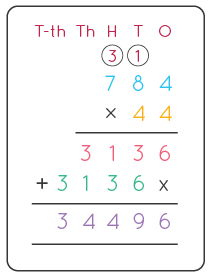 T-th Th H T O
3 1
7 8 4
× 4 4
3 1 3 6
+ 3 1 3 6 x
3 4 4 9 6